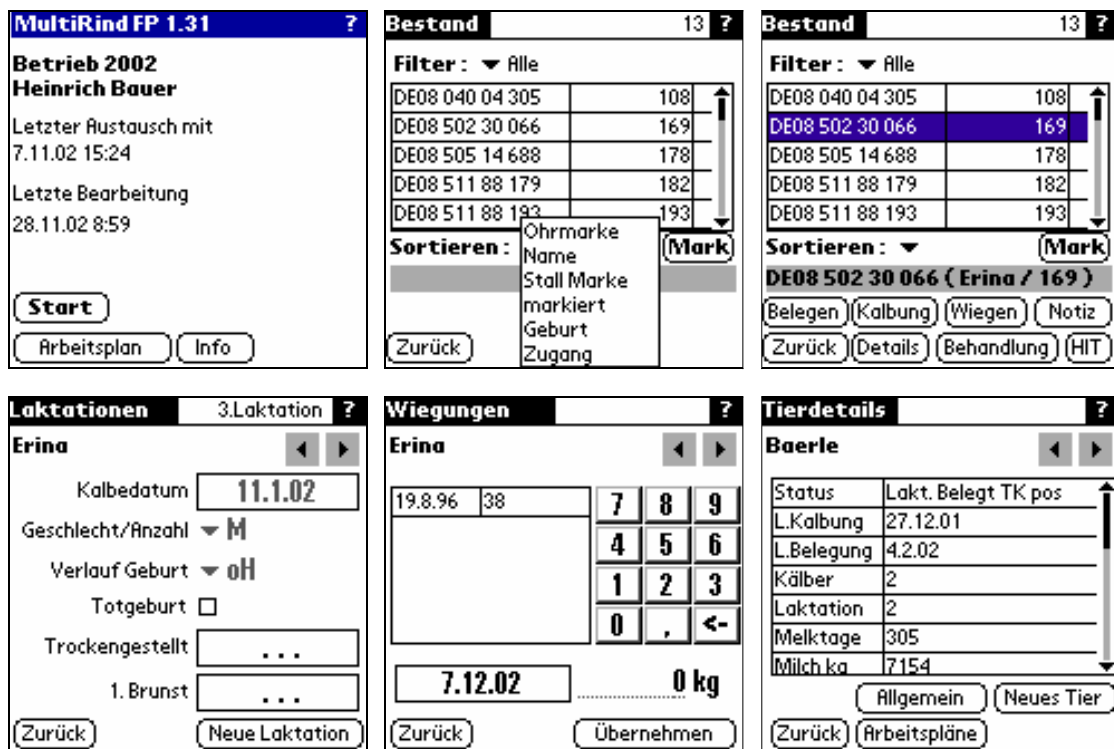 MultiRind FP 1.31 ?
Betrieb 2002
Heinrich Bauer
Letzter Austausch mit
7.11.02 15:24
Letzte Bearbeitung
28.11.02 8:59
Start
Arbeitsplan Info
Bestand 13 ?
Filter: Alle
DE08 040 04 305 108
DE08 502 30 066 169
DE08 505 14 688 178
DE08 511 88 179 182
DE08 511 88 193 193
Sortieren: Mark
Ohrmarke
Name
Stall Marke
markiert
Geburt
Zugang
Zurück
Bestand 13 ?
Filter: Alle
DE08 040 04 305 108
DE08 502 30 066 169
DE08 505 14 688 178
DE08 511 88 179 182
DE08 511 88 193 193
Sortieren: Mark
DE08 502 30 066 ( Erina / 169 )
Belegen Kalbung Wiegen Notiz
Zurück Details Behandlung HIT
Laktationen 3.Laktation ?
Erina
Kalbedatum 11.1.02
Geschlecht/Anzahl M
Verlauf Geburt oH
Totgeburt
Trockengestellt ...
1. Brunst ...
Zurück Neue Laktation
Wiegungen ?
Erina
19.8.96 38
7 8 9
4 5 6
1 2 3
0 , <-
7.12.02 0 kg
Zurück Übernehmen
Tierdetails ?
Baerle
Status Lakt. Belegt TK pos
L.Kalbung 27.12.01
L.Belegung 4.2.02
Kälber 2
Laktation 2
Melktage 305
Milch kg 7154
Allgemein Neues Tier
Zurück Arbeitspläne